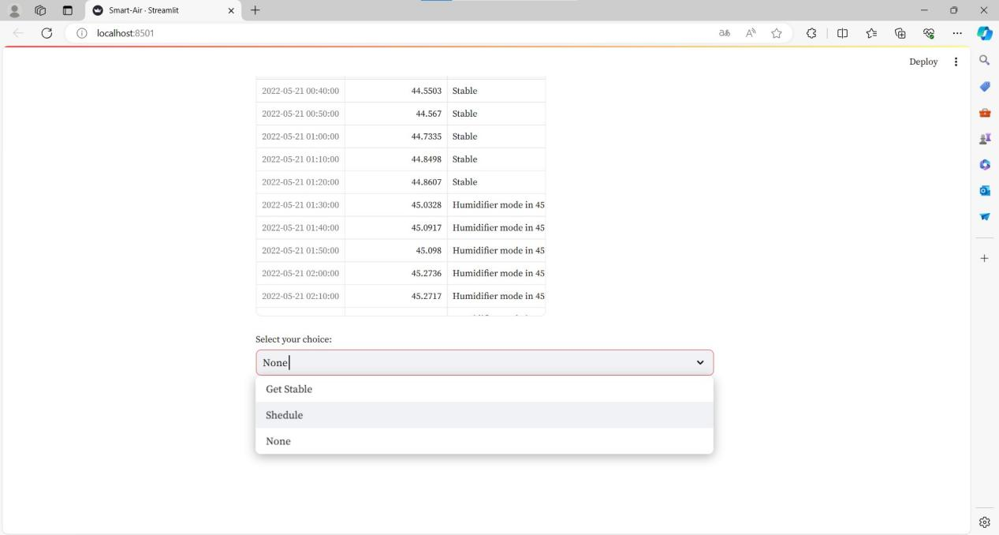 Smart-Air · Streamlit
localhost:8501
Deploy
2022-05-21 00:40:00 44.5503 Stable
2022-05-21 00:50:00 44.567 Stable
2022-05-21 01:00:00 44.7335 Stable
2022-05-21 01:10:00 44.8498 Stable
2022-05-21 01:20:00 44.8607 Stable
2022-05-21 01:30:00 45.0328 Humidifier mode in 45
2022-05-21 01:40:00 45.0917 Humidifier mode in 45
2022-05-21 01:50:00 45.098 Humidifier mode in 45
2022-05-21 02:00:00 45.2736 Humidifier mode in 45
2022-05-21 02:10:00 45.2717 Humidifier mode in 45
Select your choice:
None
Get Stable
Shedule
None